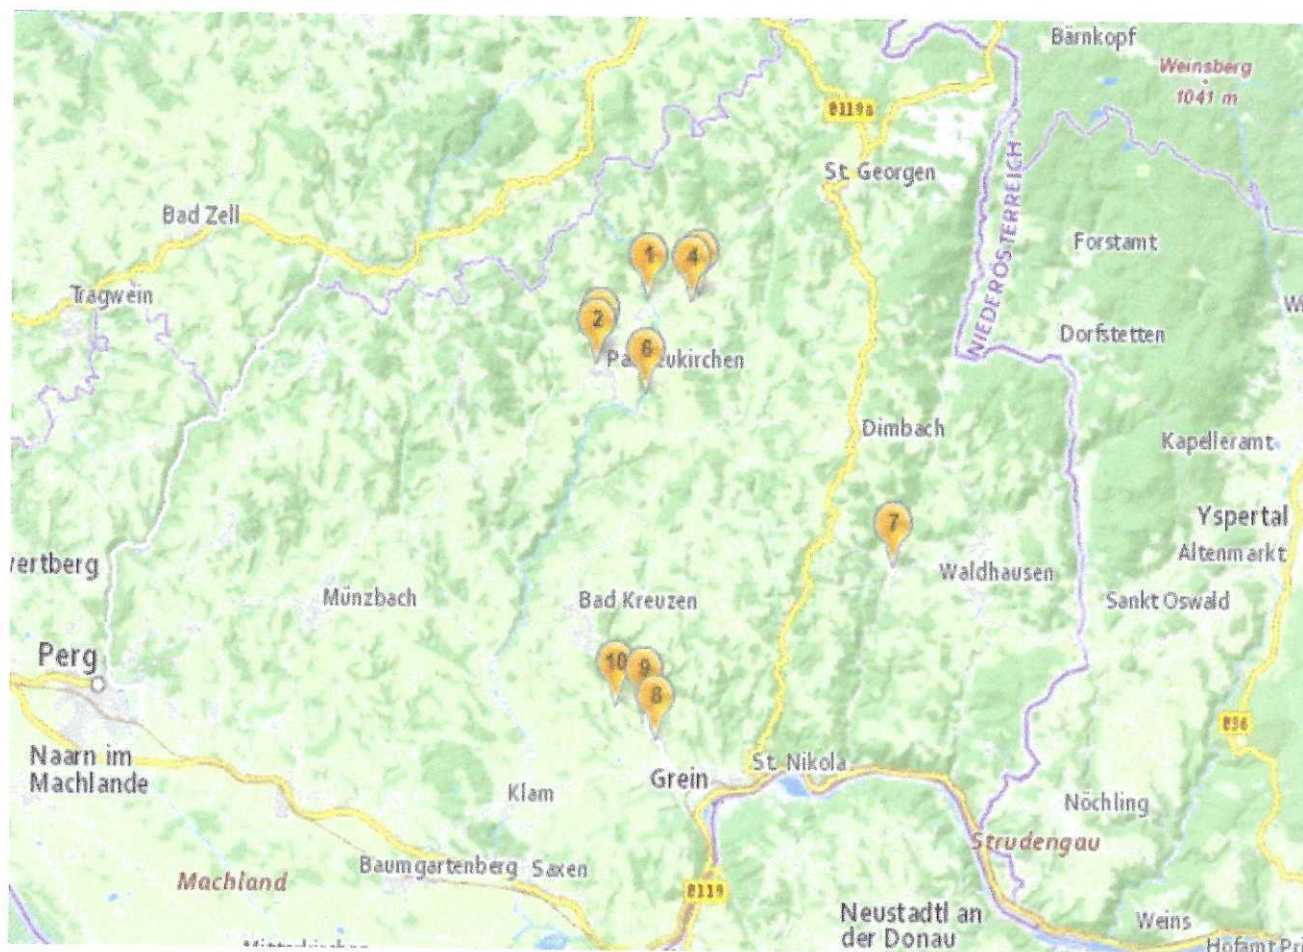 Bärnkopf
Weinsberg
1041 m
B119a
St. Georgen
Bad Zell
NIEDERÖSTERREICH
Forstamt
Tragwein
1
4
2
6
Dorfstetten
Dimbach
Kapelleramt
7
Yspertal
Altenmarkt
Waldhausen
Münzbach
Bad Kreuzen
Sankt Oswald
Perg
10
9
8
B36
Naarn im
Machlande
St. Nikola
Grein
Klam
Nöchling
Strudengau
Baumgartenberg
Saxen
Machland
B119
Neustadtl an
der Donau
Weins